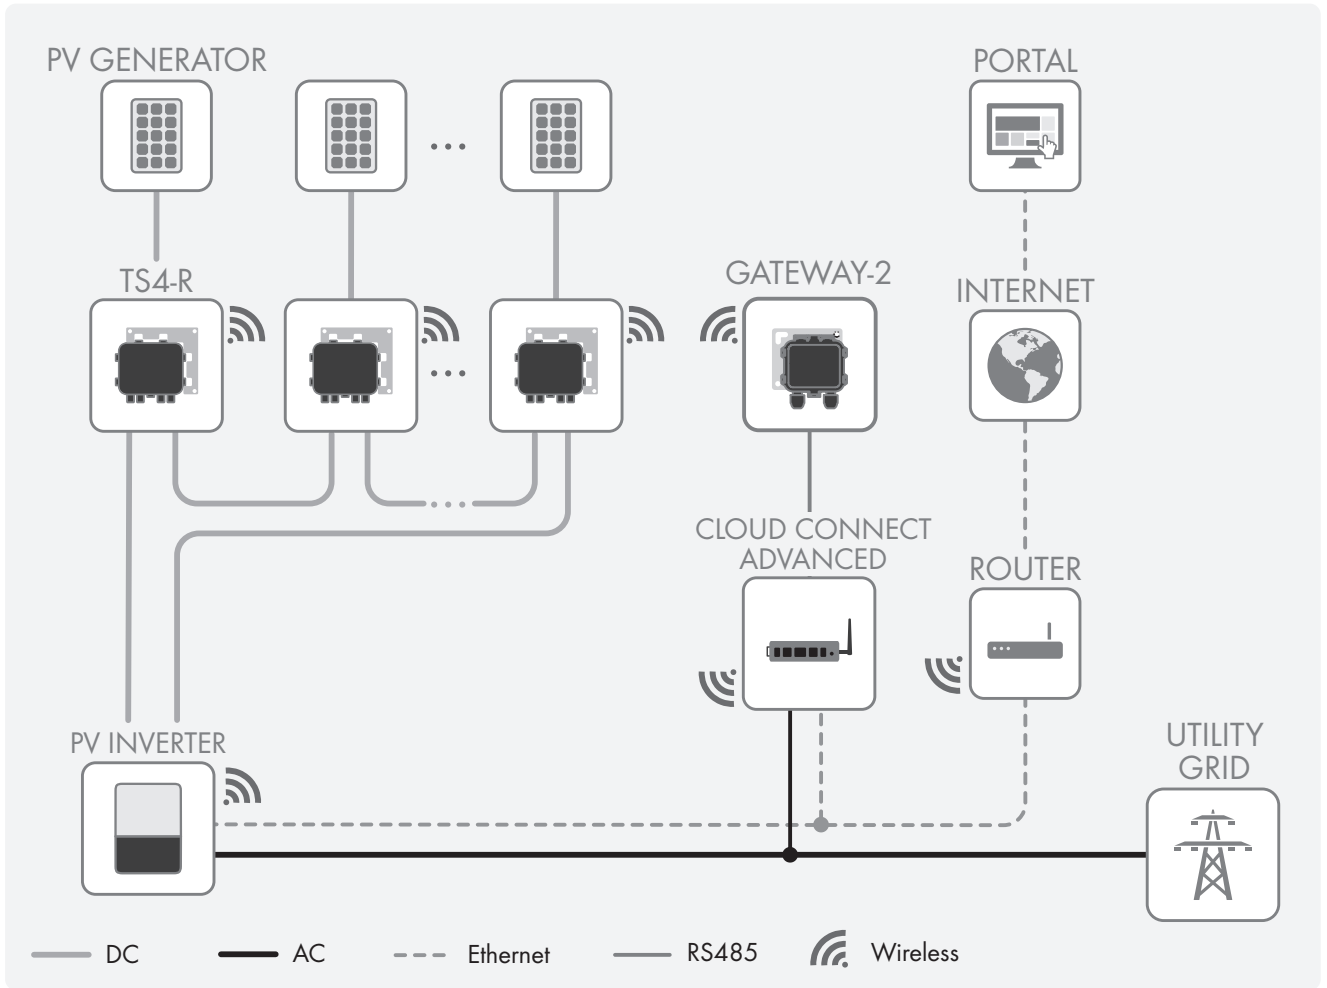 PV GENERATOR
PORTAL
TS4-R
GATEWAY-2
INTERNET
CLOUD CONNECT
ADVANCED
ROUTER
PV INVERTER
UTILITY
GRID
DC
AC
Ethernet
RS485
Wireless